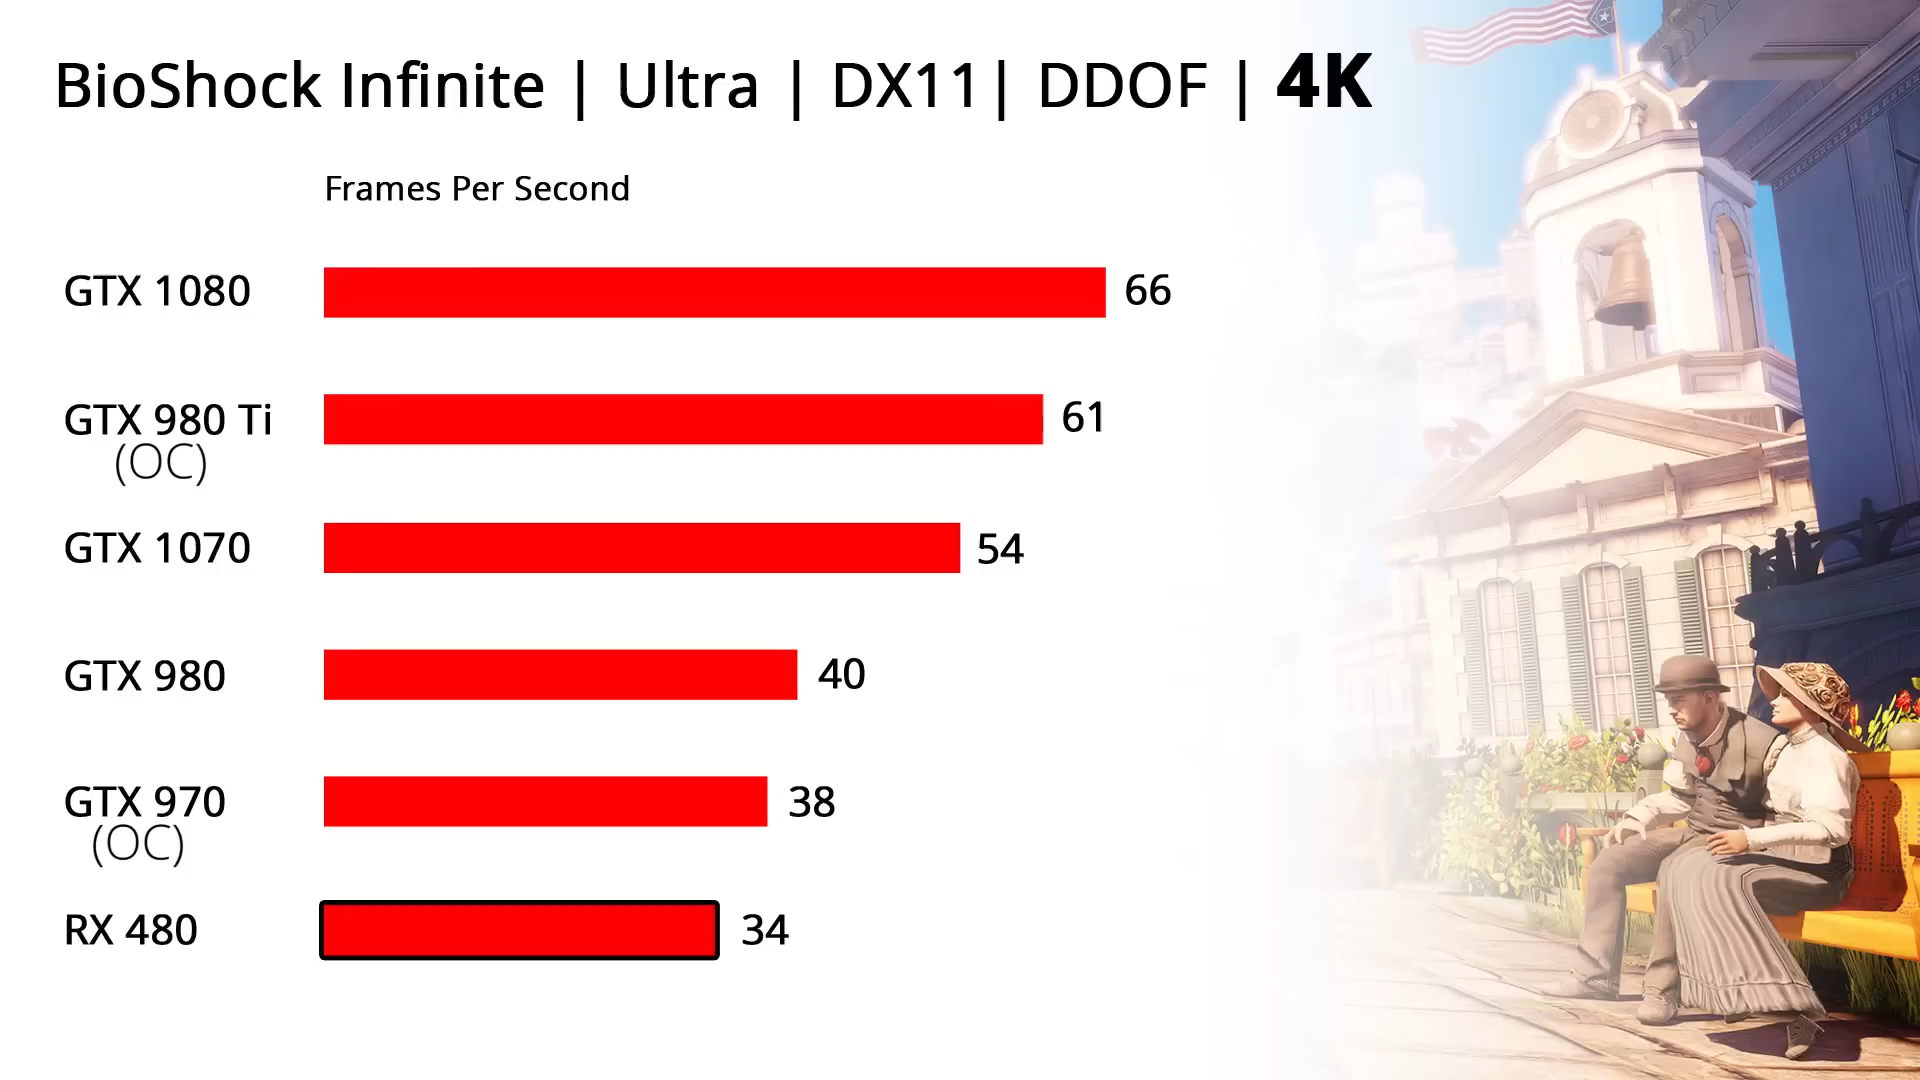 BioShock Infinite | Ultra | DX11| DDOF | 4K
Frames Per Second
GTX 1080 66
GTX 980 Ti 61
(OC)
GTX 1070 54
GTX 980 40
GTX 970 38
(OC)
RX 480 34